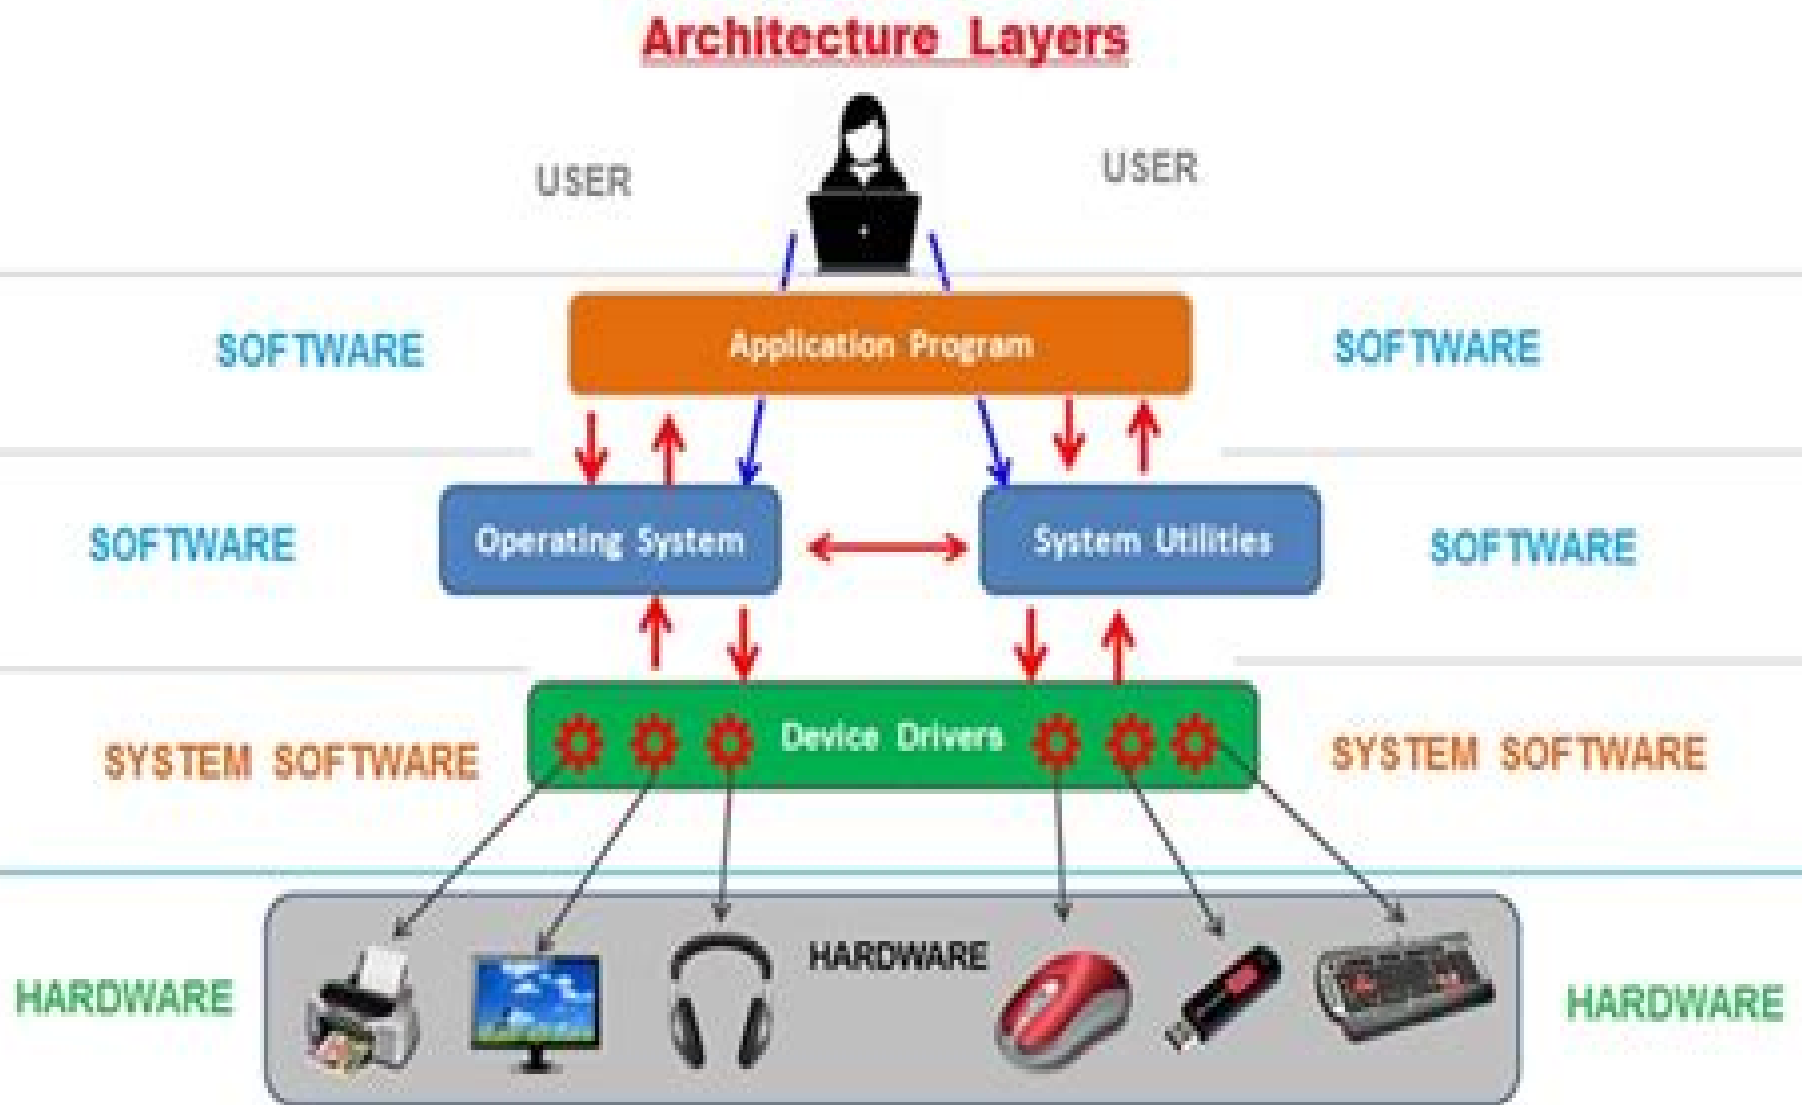 Architecture Layers
USER
USER
SOFTWARE
Application Program
SOFTWARE
SOFTWARE
Operating System
System Utilities
SOFTWARE
SYSTEM SOFTWARE
Device Drivers
SYSTEM SOFTWARE
HARDWARE
HARDWARE
HARDWARE